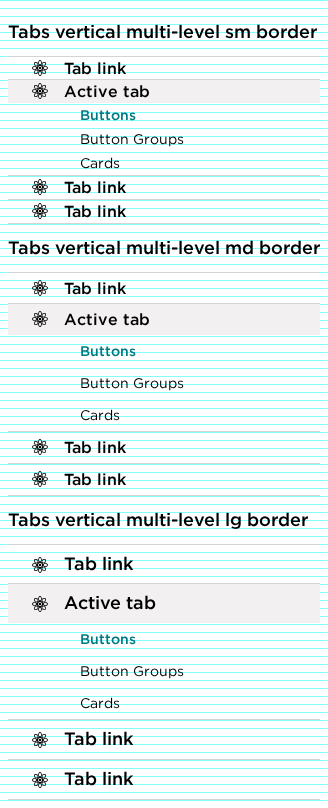 Tabs vertical multi-level sm border
Tab link
Active tab
Buttons
Button Groups
Cards
Tab link
Tab link
Tabs vertical multi-level md border
Tab link
Active tab
Buttons
Button Groups
Cards
Tab link
Tab link
Tabs vertical multi-level lg border
Tab link
Active tab
Buttons
Button Groups
Cards
Tab link
Tab link